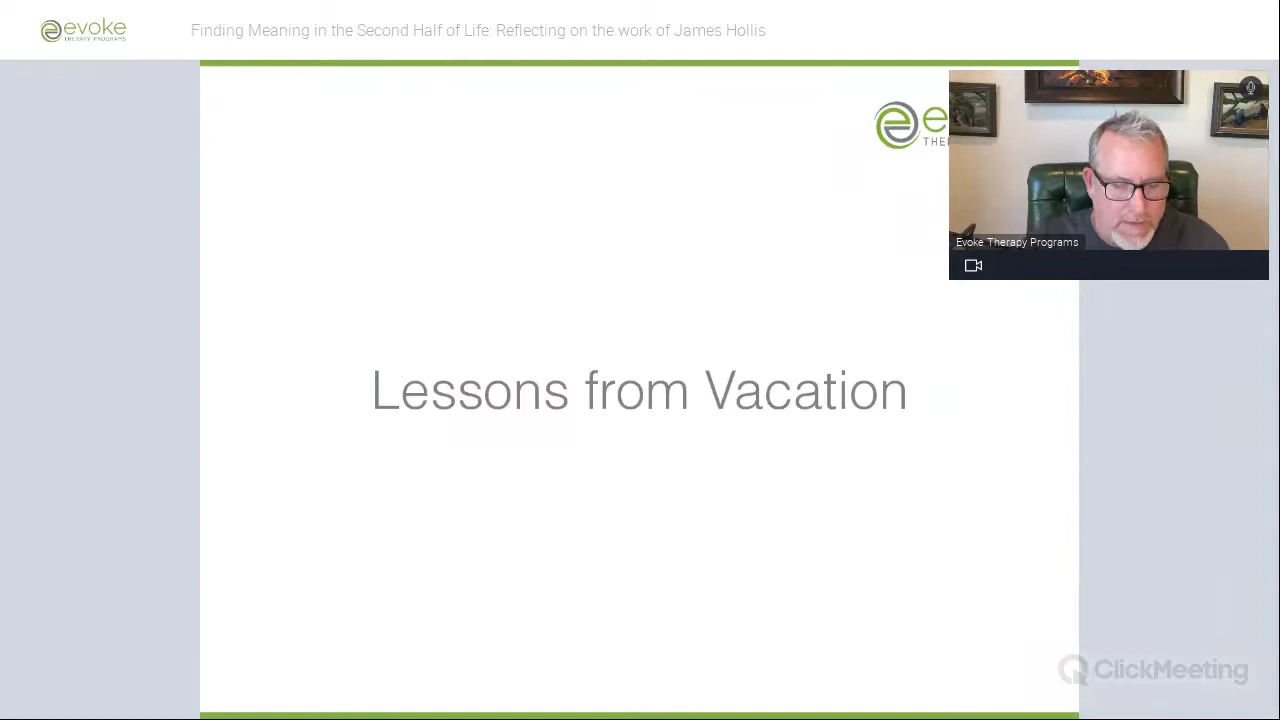 evoke
THERAPY PROGRAMS
Finding Meaning in the Second Half of Life: Reflecting on the work of James Hollis
e
THE
Evoke Therapy Programs
Lessons from Vacation
ClickMeeting